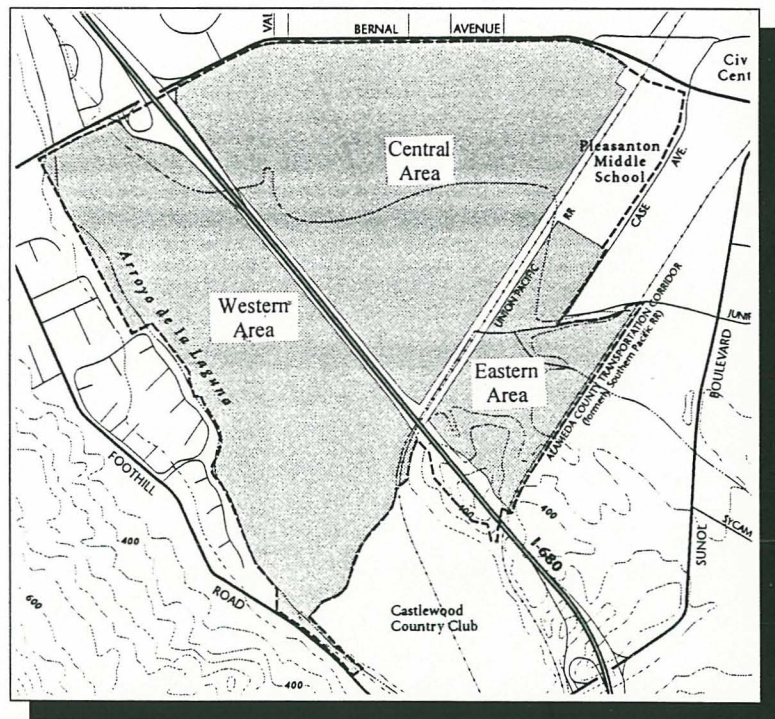 VAL
BERNAL
AVENUE
Civ
Cent
Central
Area
Pleasanton
Middle
School
AVE.
CASE
RR
UNION PACIFIC
Arroyo de la Laguna
Western
Area
Eastern
Area
ALAMEDA COUNTY TRANSPORTATION CORRIDOR
(formerly Southern Pacific RR)
JUNIP
BOULEVARD
SUNOL
SYCAM
FOOTHILL
ROAD
400
400
400
400
600
I-680
Castlewood
Country Club